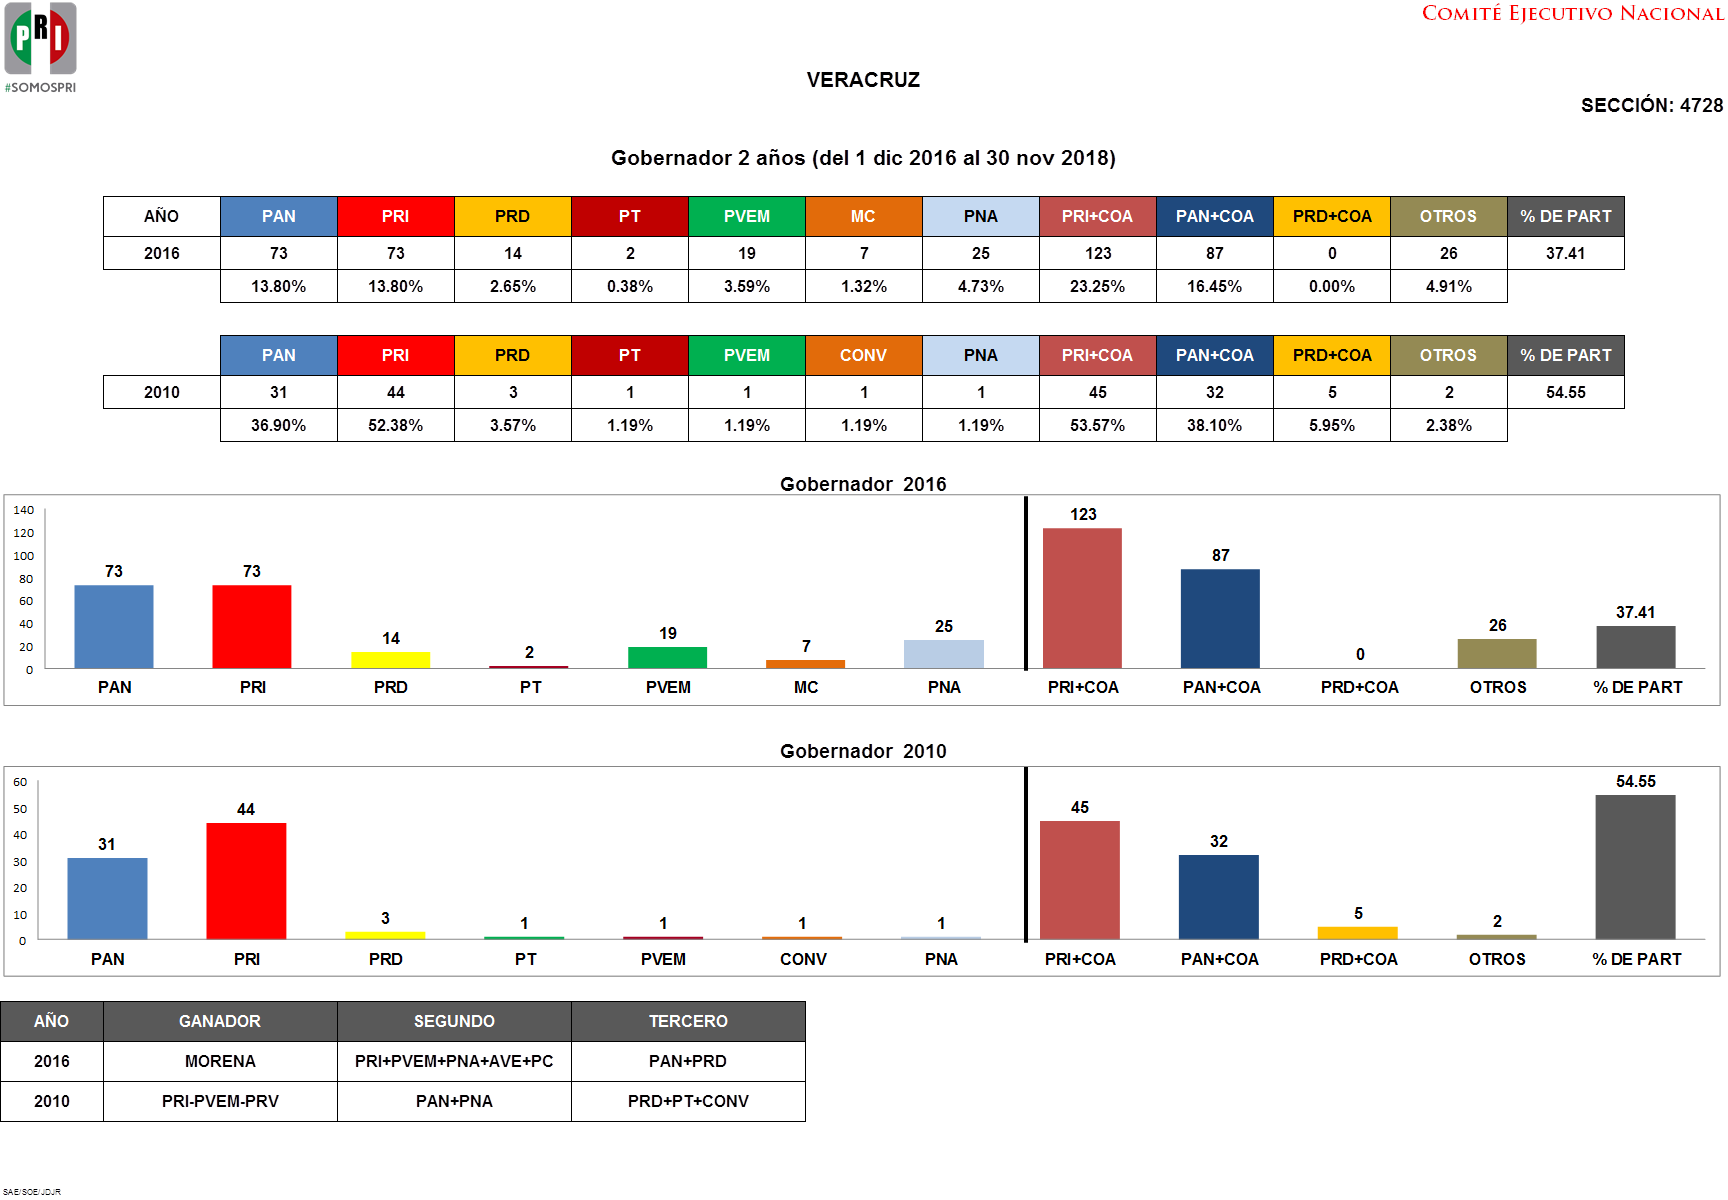 PRI
#SOMOSPRI
COMITÉ EJECUTIVO NACIONAL
VERACRUZ
SECCIÓN: 4728
Gobernador 2 años (del 1 dic 2016 al 30 nov 2018)
AÑO PAN PRI PRD PT PVEM MC PNA PRI+COA PAN+COA PRD+COA OTROS % DE PART
2016 73 73 14 2 19 7 25 123 87 0 26 37.41
13.80% 13.80% 2.65% 0.38% 3.59% 1.32% 4.73% 23.25% 16.45% 0.00% 4.91%
PAN PRI PRD PT PVEM CONV PNA PRI+COA PAN+COA PRD+COA OTROS % DE PART
2010 31 44 3 1 1 1 1 45 32 5 2 54.55
36.90% 52.38% 3.57% 1.19% 1.19% 1.19% 1.19% 53.57% 38.10% 5.95% 2.38%
Gobernador 2016
140
120
100
80
60
40
20
0
73 73 14 2 19 7 25 123 87 0 26 37.41
PAN PRI PRD PT PVEM MC PNA PRI+COA PAN+COA PRD+COA OTROS % DE PART
Gobernador 2010
60
50
40
30
20
10
0
31 44 3 1 1 1 1 45 32 5 2 54.55
PAN PRI PRD PT PVEM CONV PNA PRI+COA PAN+COA PRD+COA OTROS % DE PART
AÑO GANADOR SEGUNDO TERCERO
2016 MORENA PRI+PVEM+PNA+AVE+PC PAN+PRD
2010 PRI-PVEM-PRV PAN+PNA PRD+PT+CONV
SAE/SOE/JDJR